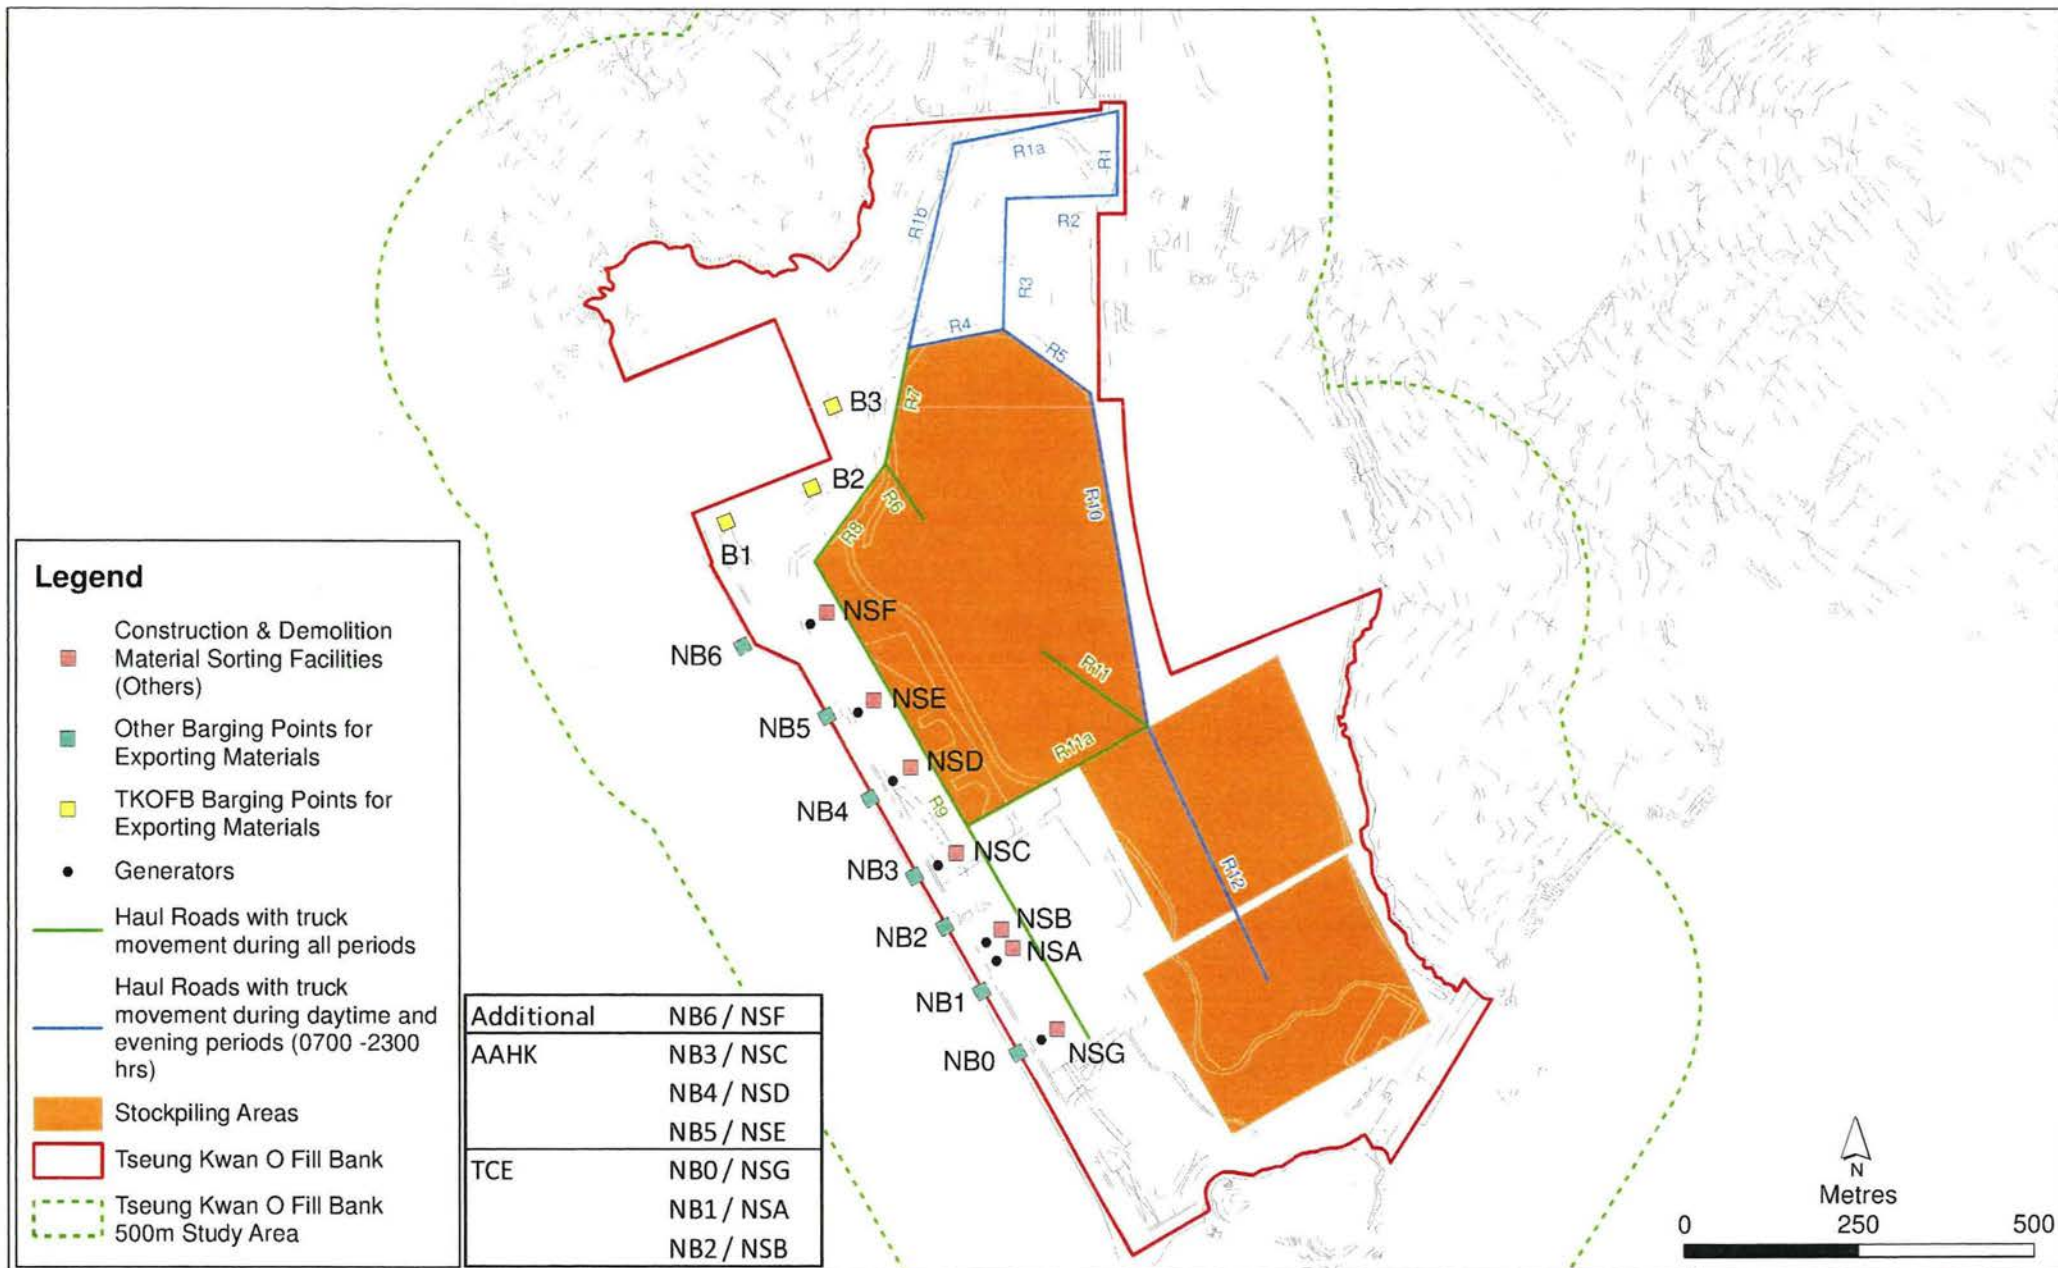 R1a
R1
R1b
R2
R3
R4
R5
B3
R7
B2
R6
R10
R8
B1
NSF
NB6
R11
NSE
NB5
R11a
NSD
NB4
R9
NSC
NB3
R12
NSB
NB2
NSA
NB1
NSG
NB0
Legend
Construction & Demolition
Material Sorting Facilities
(Others)
Other Barging Points for
Exporting Materials
TKOFB Barging Points for
Exporting Materials
Generators
Haul Roads with truck
movement during all periods
Haul Roads with truck
movement during daytime and
evening periods (0700 -2300
hrs)
Stockpiling Areas
Tseung Kwan O Fill Bank
Tseung Kwan O Fill Bank
500m Study Area
Additional NB6 / NSF
AAHK NB3 / NSC
NB4 / NSD
NB5 / NSE
TCE NB0 / NSG
NB1 / NSA
NB2 / NSB
N
Metres
0 250 500